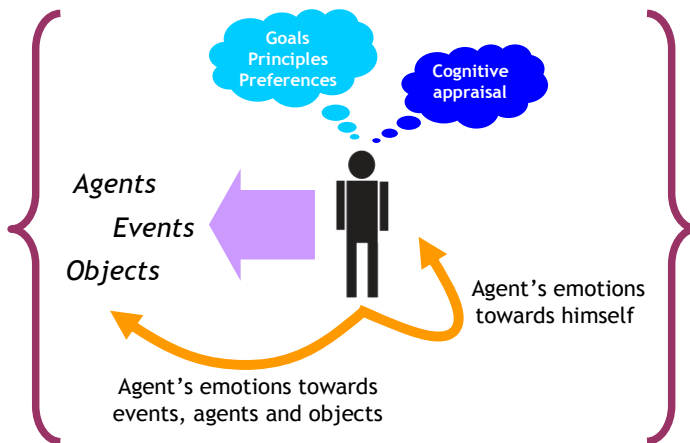 Goals
Principles
Preferences
Cognitive
appraisal
Agents
Events
Objects
Agent’s emotions
towards himself
Agent’s emotions towards
events, agents and objects